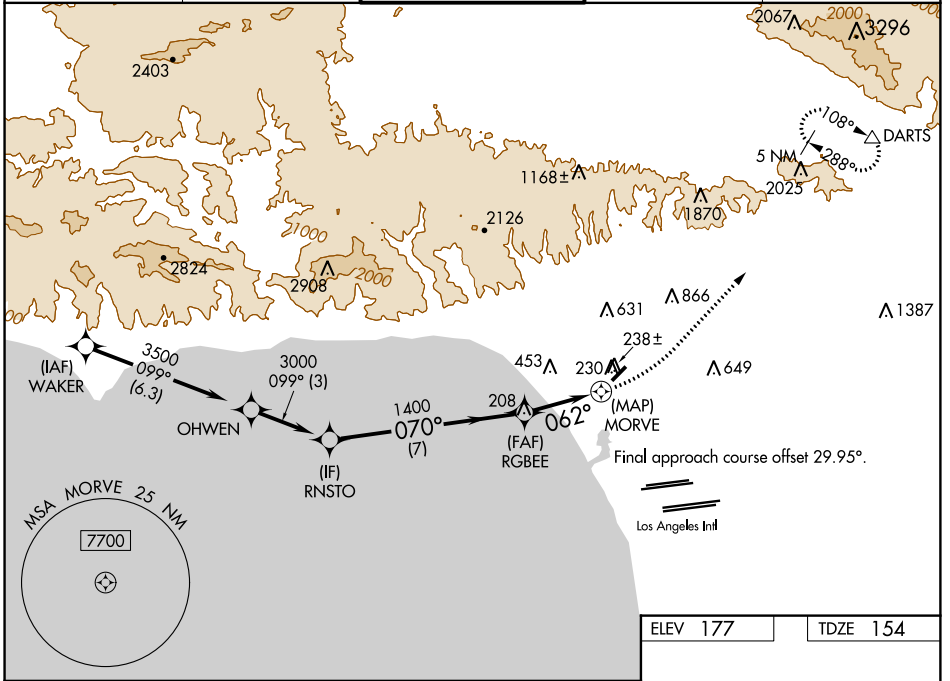 2067
2000
3296
2403
108°
DARTS
5 NM
288°
2025
1168±
1870
2126
1000
2824
2908
2000
631
866
1387
238±
453
230
649
3500
099°
(6.3)
(IAF)
WAKER
3000
099° (3)
OHWEN
1400
070°
(7)
208
062°
(MAP)
MORVE
(FAF)
RGBEE
(IF)
RNSTO
Final approach course offset 29.95°.
Los Angeles Intl
MSA MORVE 25 NM
7700
ELEV 177
TDZE 154